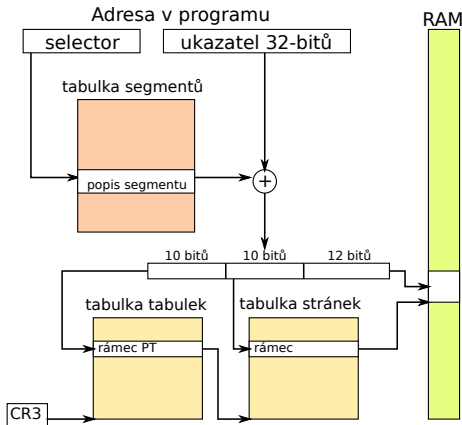 Adresa v programu
RAM
selector
ukazatel 32-bitů
tabulka segmentů
popis segmentu
+
10 bitů
10 bitů
12 bitů
tabulka tabulek
tabulka stránek
rámec PT
rámec
CR3